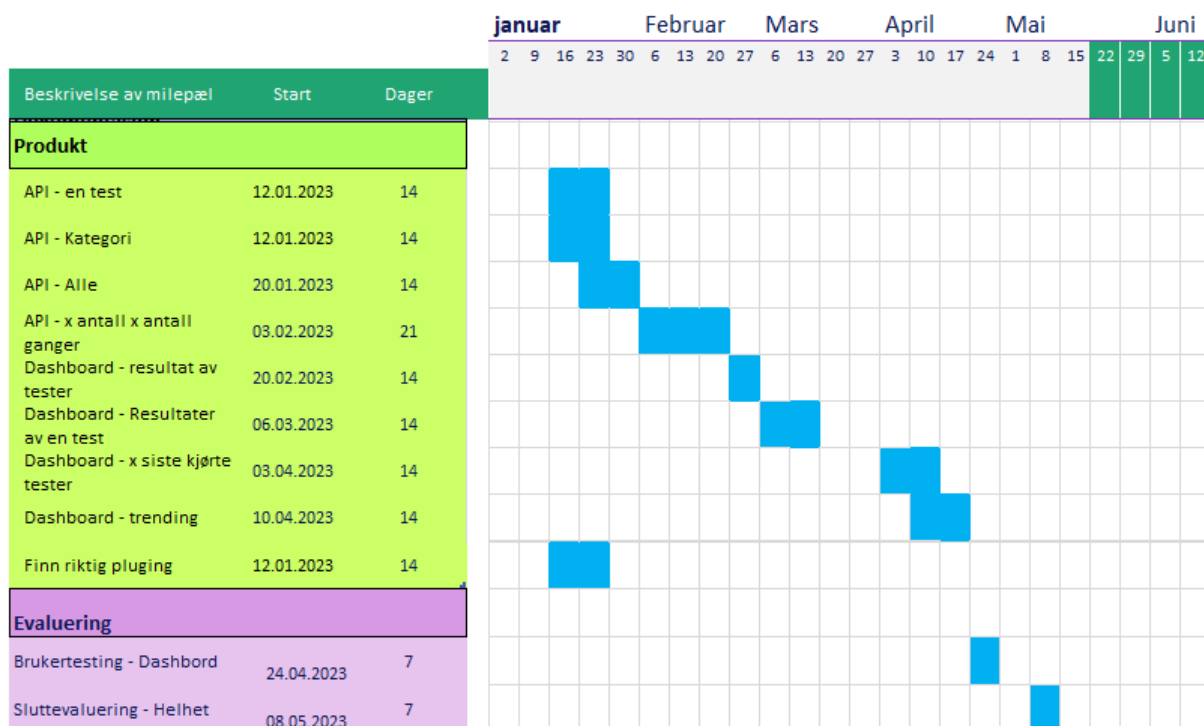 januar Februar Mars April Mai Juni
2 9 16 23 30 6 13 20 27 6 13 20 27 3 10 17 24 1 8 15 22 29 5 12
Beskrivelse av milepæl Start Dager
Produkt
API - en test 12.01.2023 14
API - Kategori 12.01.2023 14
API - Alle 20.01.2023 14
API - x antall x antall
ganger 03.02.2023 21
Dashboard - resultat av
tester 20.02.2023 14
Dashboard - Resultater
av en test 06.03.2023 14
Dashboard - x siste kjørte
tester 03.04.2023 14
Dashboard - trending 10.04.2023 14
Finn riktig pluging 12.01.2023 14
Evaluering
Brukertesting - Dashbord 24.04.2023 7
Sluttevaluering - Helhet 08.05.2023 7